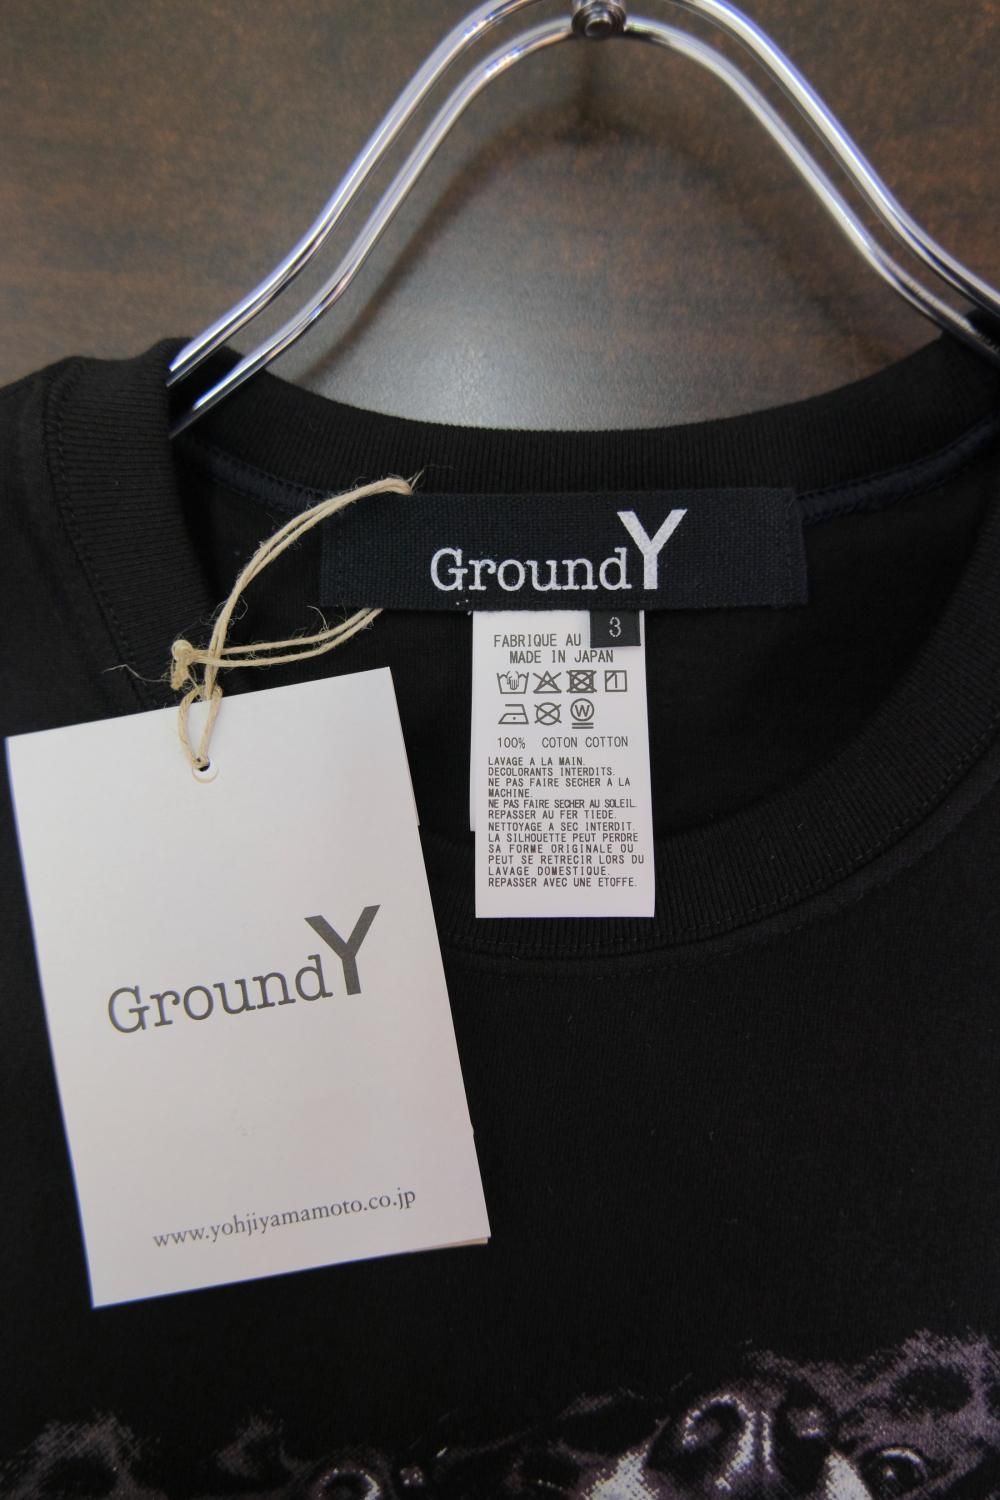 GroundY
3
FABRIQUE AU
MADE IN JAPAN
W
100% COTON COTTON
LAVAGE A LA MAIN.
DECOLORANTS INTERDITS.
NE PAS FAIRE SECHER A LA
MACHINE.
NE PAS FAIRE SECHER AU SOLEIL.
REPASSER AU FER TIEDE.
NETTOYAGE A SEC INTERDIT.
LA SILHOUETTE PEUT PERDRE
SA FORME ORIGINALE OU
PEUT SE RETRECIR LORS DU
LAVAGE DOMESTIQUE.
REPASSER AVEC UNE ETOFFE.
GroundY
www.yohjiyamamoto.co.jp